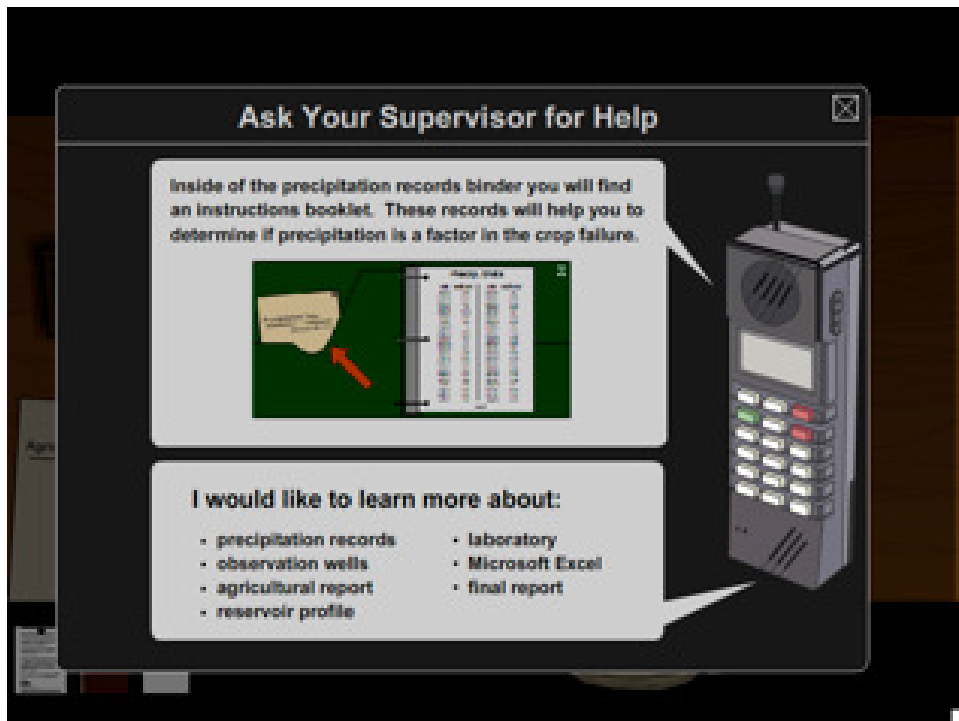 Ask Your Supervisor for Help
Inside of the precipitation records binder you will find
an instructions booklet. These records will help you to
determine if precipitation is a factor in the crop failure.
I would like to learn more about:
• precipitation records
• observation wells
• agricultural report
• reservoir profile
• laboratory
• Microsoft Excel
• final report